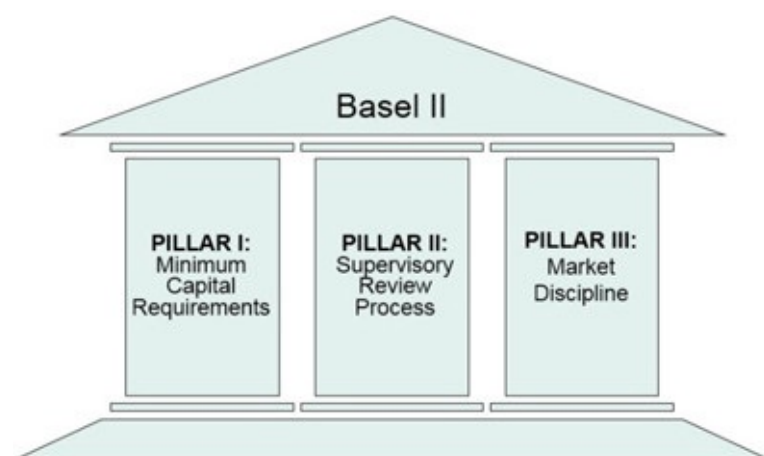 Basel II
PILLAR I:
Minimum
Capital
Requirements
PILLAR II:
Supervisory
Review
Process
PILLAR III:
Market
Discipline